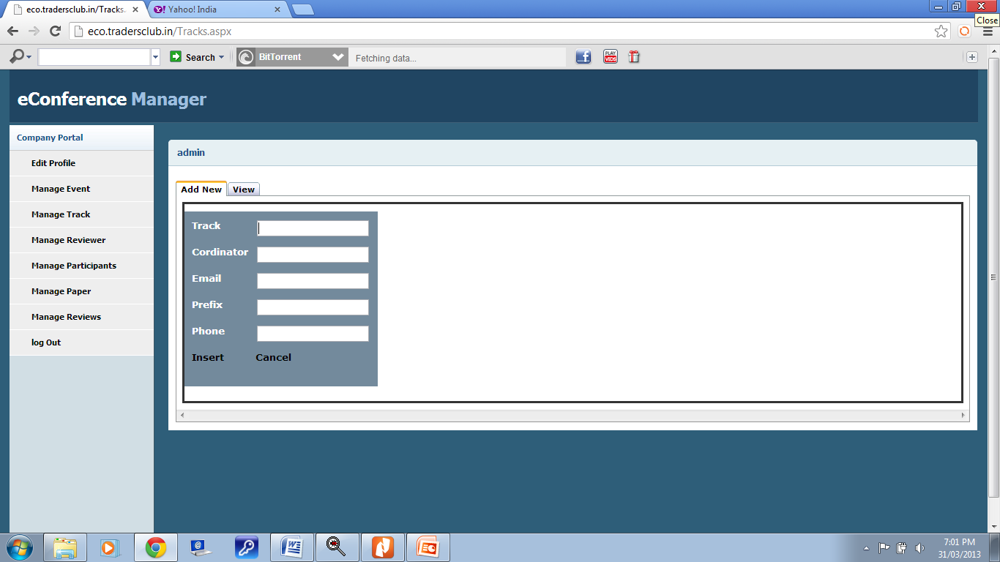 eco.tradersclub.in/Tracks.
Yahoo! India
Close
eco.tradersclub.in/Tracks.aspx
Search
BitTorrent
Fetching data...
PLAY
VIDS
eConference Manager
Company Portal
Edit Profile
Manage Event
Manage Track
Manage Reviewer
Manage Participants
Manage Paper
Manage Reviews
log Out
admin
Add New
View
Track
Cordinator
Email
Prefix
Phone
Insert
Cancel
7:01 PM
31/03/2013